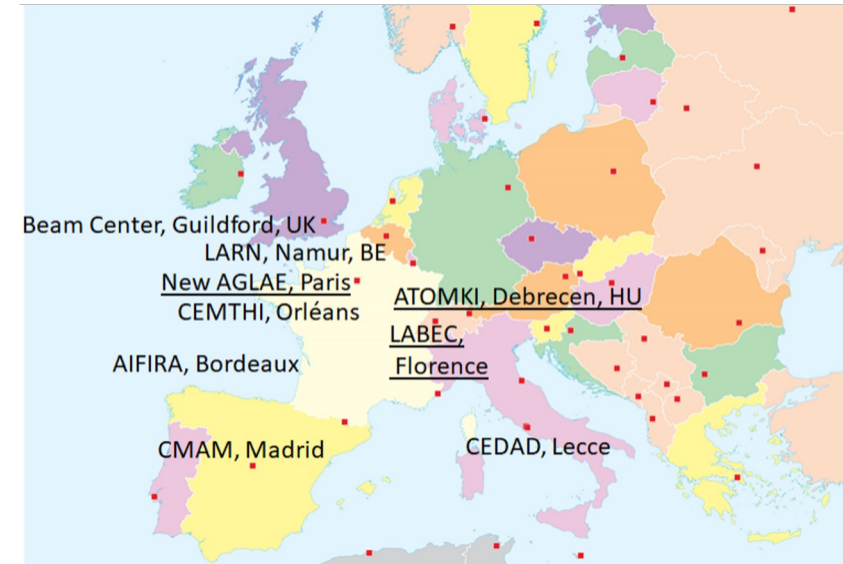 Beam Center, Guildford, UK
LARN, Namur, BE
New AGLAE, Paris
CEMTHI, Orléans
ATOMKI, Debrecen, HU
LABEC,
Florence
AIFIRA, Bordeaux
CMAM, Madrid
CEDAD, Lecce